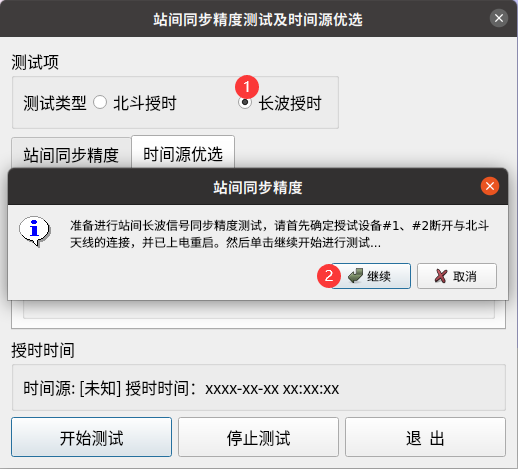 站间同步精度测试及时间源优选
测试项
1
测试类型 北斗授时 长波授时
站间同步精度 时间源优选
站间同步精度
准备进行站间长波信号同步精度测试，请首先确定授试设备#1、#2断开与北斗
天线的连接，并已上电重启。然后单击继续开始进行测试...
2 继续 取消
授时时间
时间源: [未知] 授时时间：xxxx-xx-xx xx:xx:xx
开始测试 停止测试 退 出